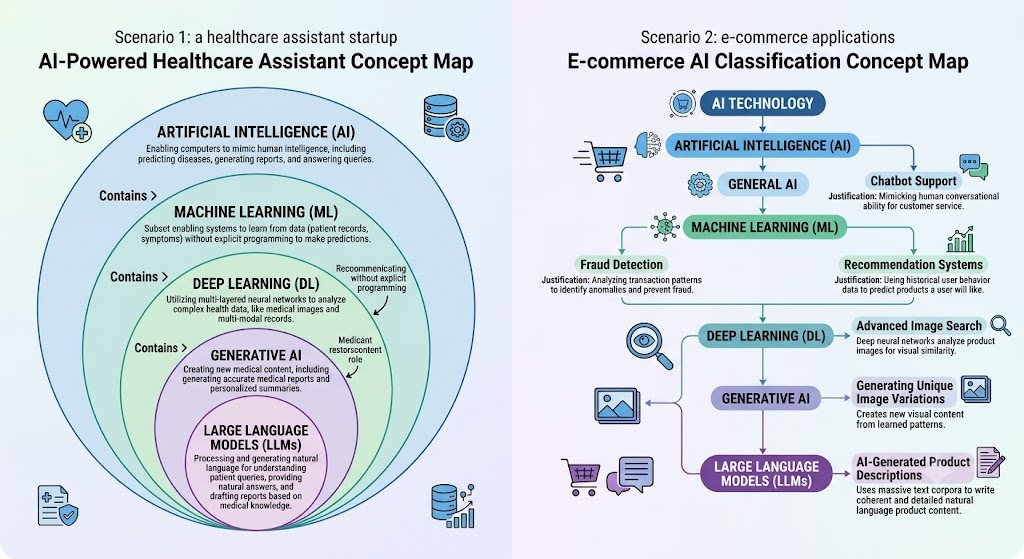 Scenario 1: a healthcare assistant startup
AI-Powered Healthcare Assistant Concept Map
ARTIFICIAL INTELLIGENCE (AI)
Enabling computers to mimic human intelligence, including
predicting diseases, generating reports, and answering queries.
Contains >
MACHINE LEARNING (ML)
Subset enabling systems to learn from data (patient records,
symptoms) without explicit programming to make predictions.
Contains >
DEEP LEARNING (DL)
Utilizing multi-layered neural networks to analyze
complex health data, like medical images and
multi-modal records.
Recommenicating
without explicit
programming
Contains >
GENERATIVE AI
Creating new medical content, including
generating accurate medical reports and
personalized summaries.
Medicant
restorscontent
role
LARGE LANGUAGE
MODELS (LLMs)
Processing and generating natural
language for understanding
patient queries, providing
natural answers, and
drafting reports based on
medical knowledge.
Scenario 2: e-commerce applications
E-commerce AI Classification Concept Map
AI TECHNOLOGY
ARTIFICIAL INTELLIGENCE (AI)
GENERAL AI
Chatbot Support
Justification: Mimicking human conversational
ability for customer service.
MACHINE LEARNING (ML)
Fraud Detection
Justification: Analyzing transaction patterns
to identify anomalies and prevent fraud.
Recommendation Systems
Justification: Using historical user behavior
data to predict products a user will like.
DEEP LEARNING (DL)
Advanced Image Search
Deep neural networks analyze product
images for visual similarity.
GENERATIVE AI
Generating Unique
Image Variations
Creates new visual content
from learned patterns.
LARGE LANGUAGE
MODELS (LLMs)
AI-Generated Product
Descriptions
Uses massive text corpora to write
coherent and detailed natural
language product content.